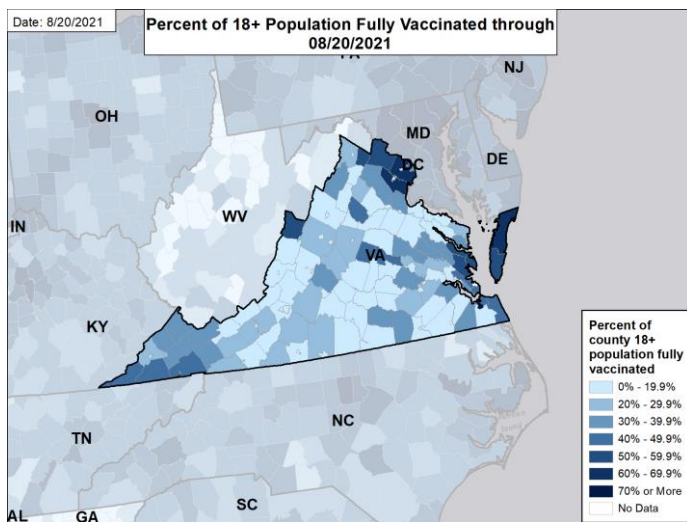 Date: 8/20/2021
Percent of 18+ Population Fully Vaccinated through
08/20/2021
NJ
OH
MD
DC
DE
IN
WV
VA
KY
NC
TN
SC
AL
GA
Percent of
county 18+
population fully
vaccinated
0% - 19.9%
20% - 29.9%
30% - 39.9%
40% - 49.9%
50% - 59.9%
60% - 69.9%
70% or More
No Data